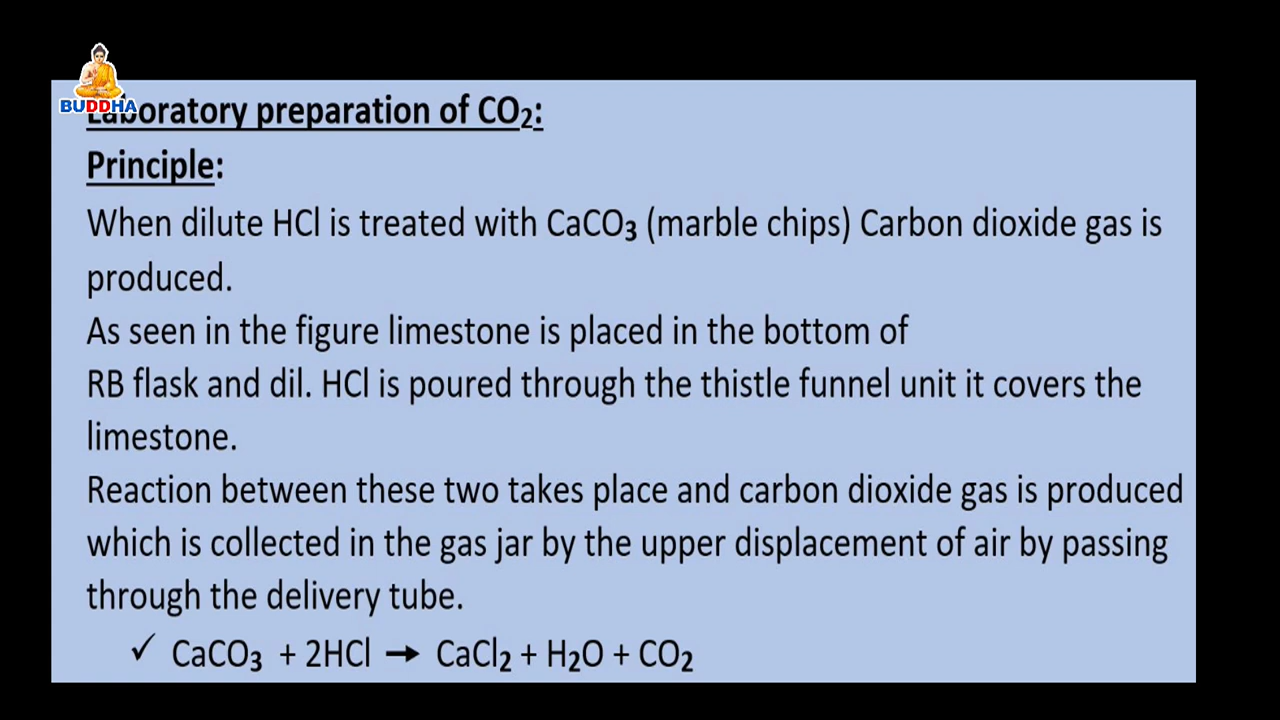 BUDDHA
Laboratory preparation of CO₂:
Principle:
When dilute HCl is treated with CaCO₃ (marble chips) Carbon dioxide gas is
produced.
As seen in the figure limestone is placed in the bottom of
RB flask and dil. HCl is poured through the thistle funnel unit it covers the
limestone.
Reaction between these two takes place and carbon dioxide gas is produced
which is collected in the gas jar by the upper displacement of air by passing
through the delivery tube.
✓ CaCO₃ + 2HCl → CaCl₂ + H₂O + CO₂